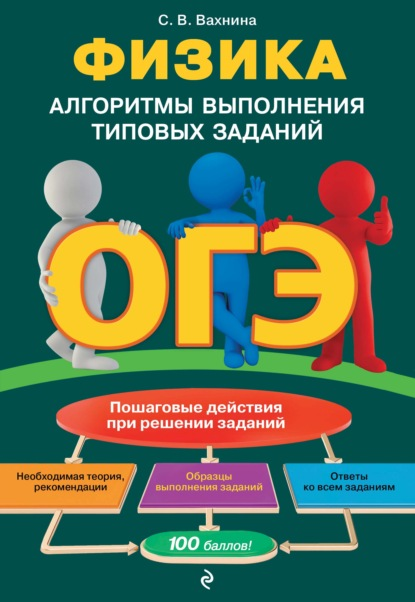 С. В. Вахнина
ФИЗИКА
АЛГОРИТМЫ ВЫПОЛНЕНИЯ
ТИПОВЫХ ЗАДАНИЙ
ОГЭ
Пошаговые действия
при решении заданий
Необходимая теория,
рекомендации
Образцы
выполнения заданий
Ответы
ко всем заданиям
100 баллов!